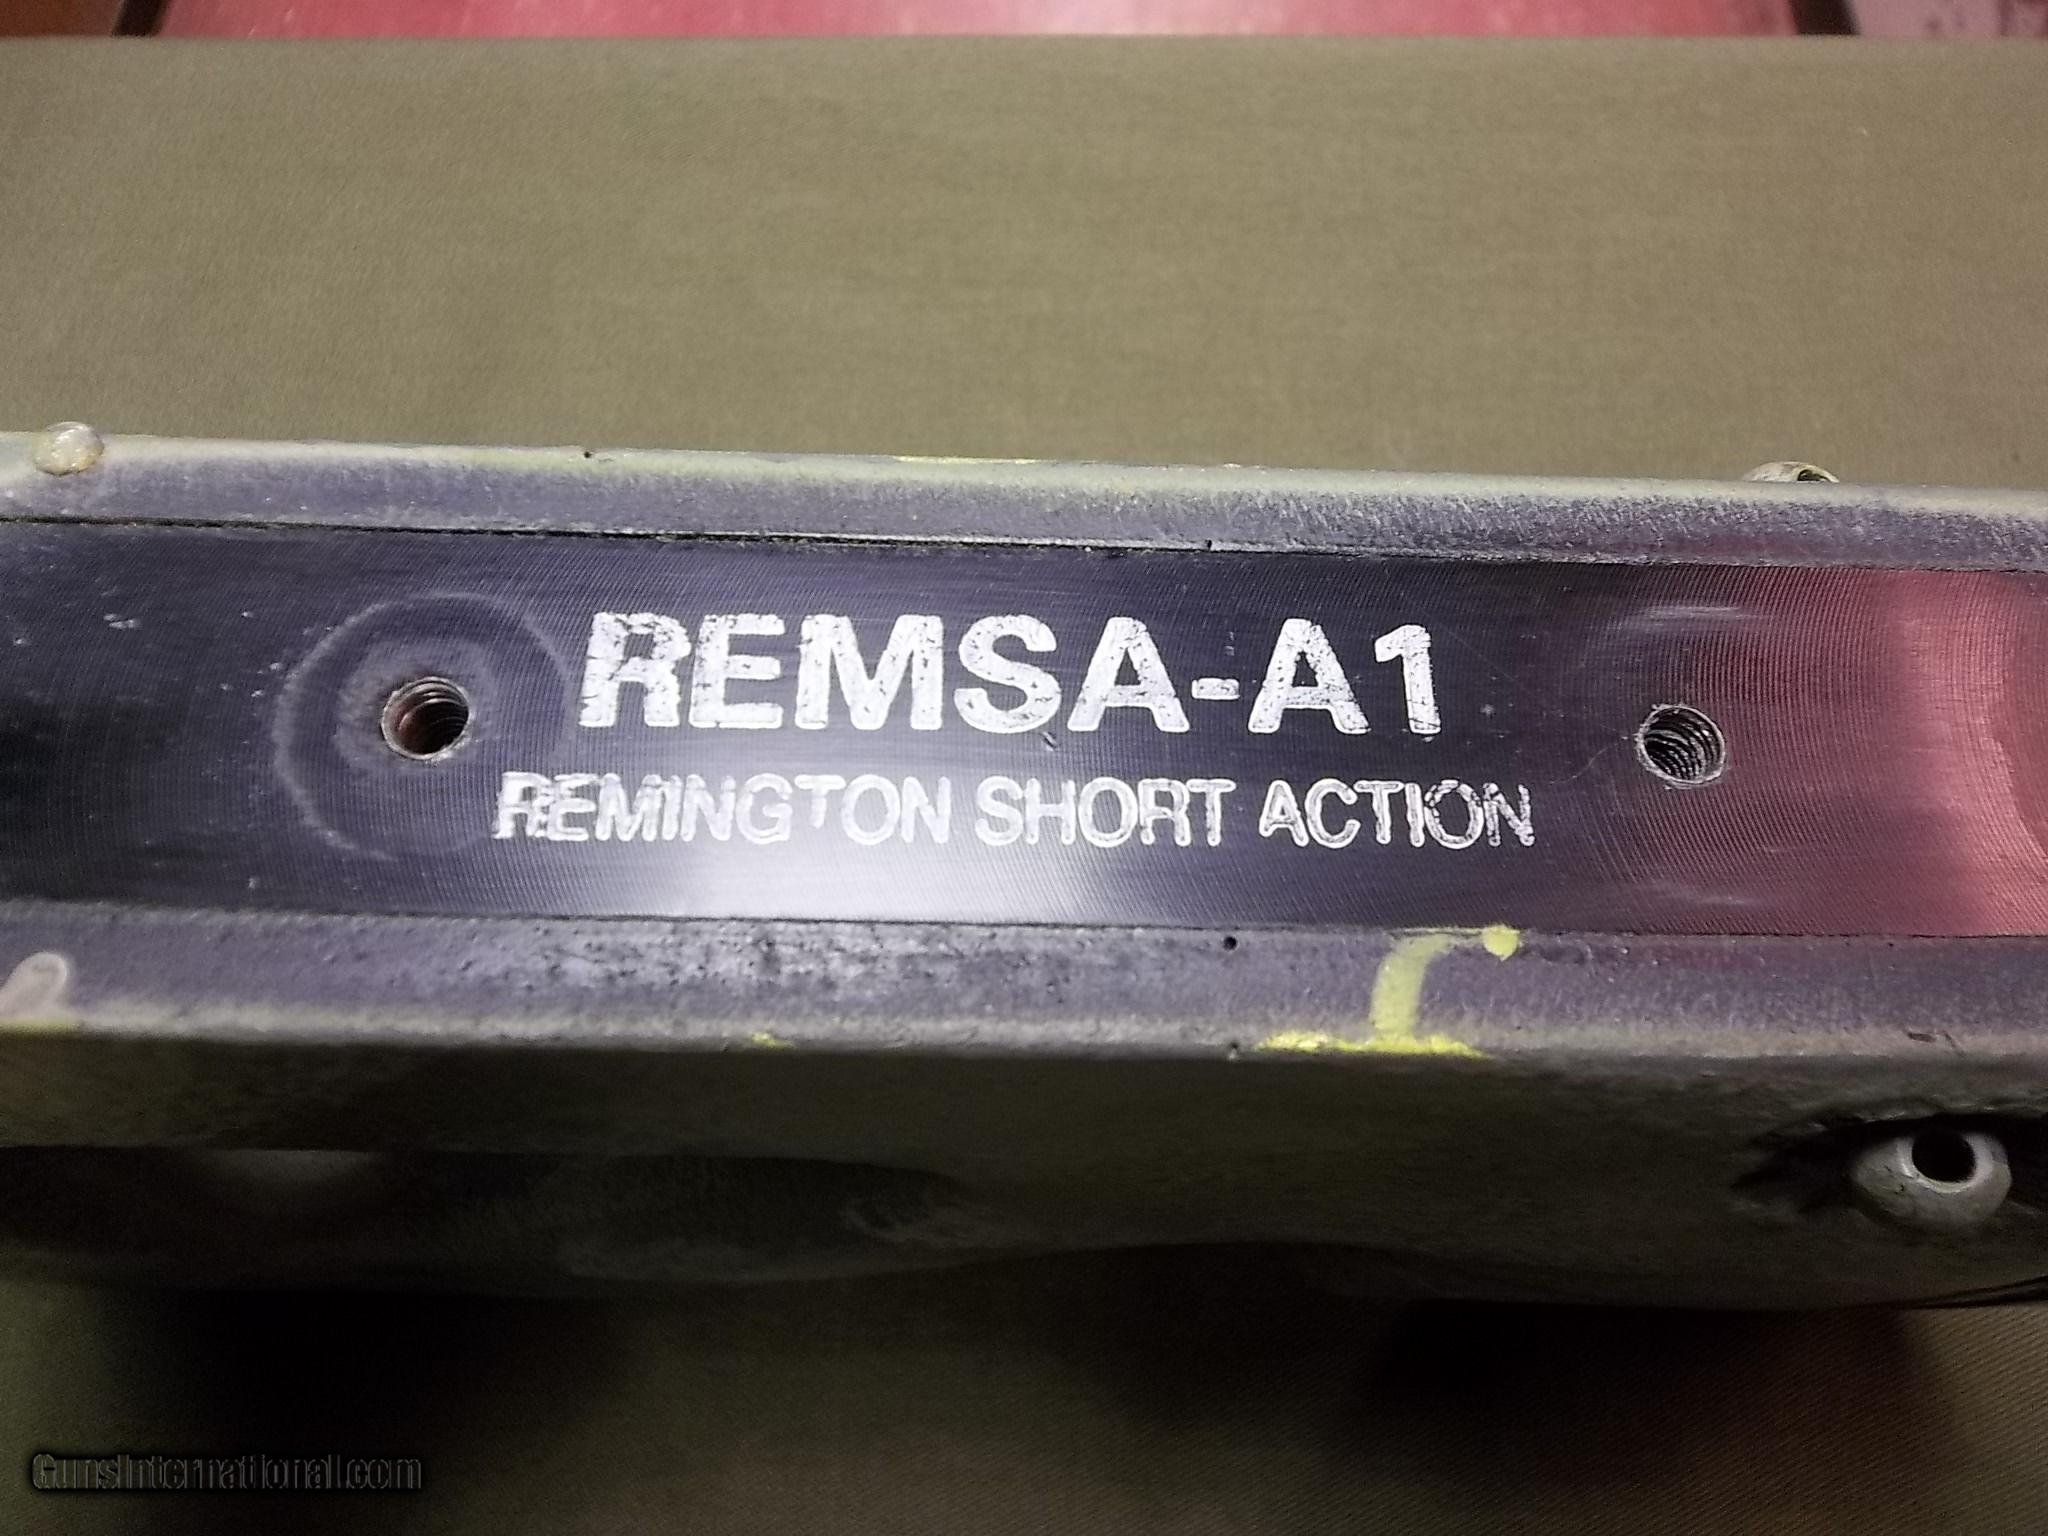 REMSA-A1
REMINGTON SHORT ACTION
GunsInternational.com